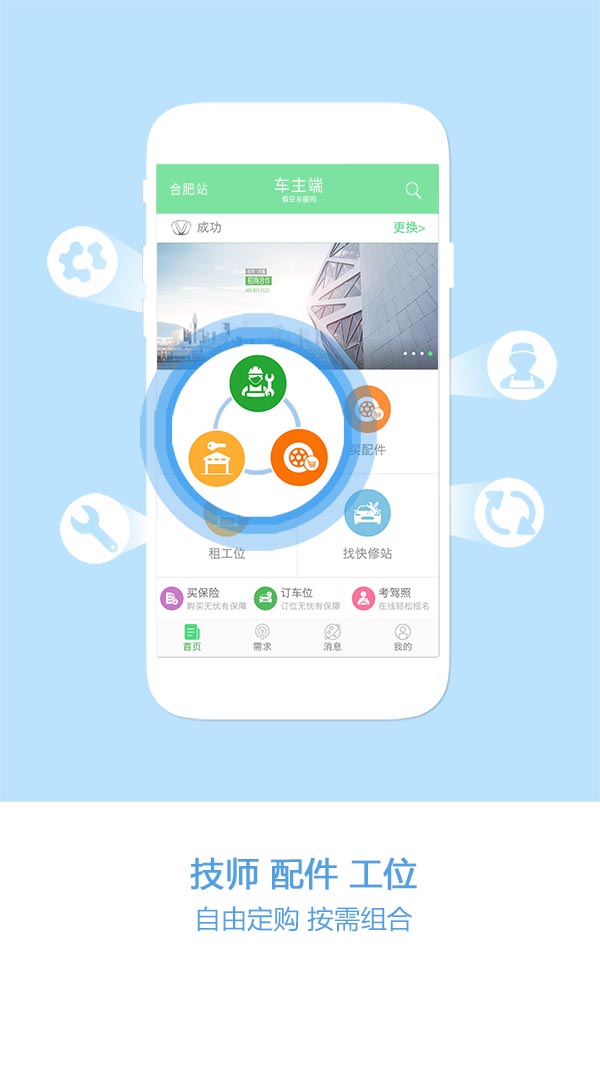 合肥站
车主端
成功
更换>
招商合作
买配件
租工位
找快修站
买保险
购买无忧有保障
订车位
订位无忧有保障
考驾照
在线轻松报名
首页
需求
消息
我的
技师 配件 工位
自由定购 按需组合